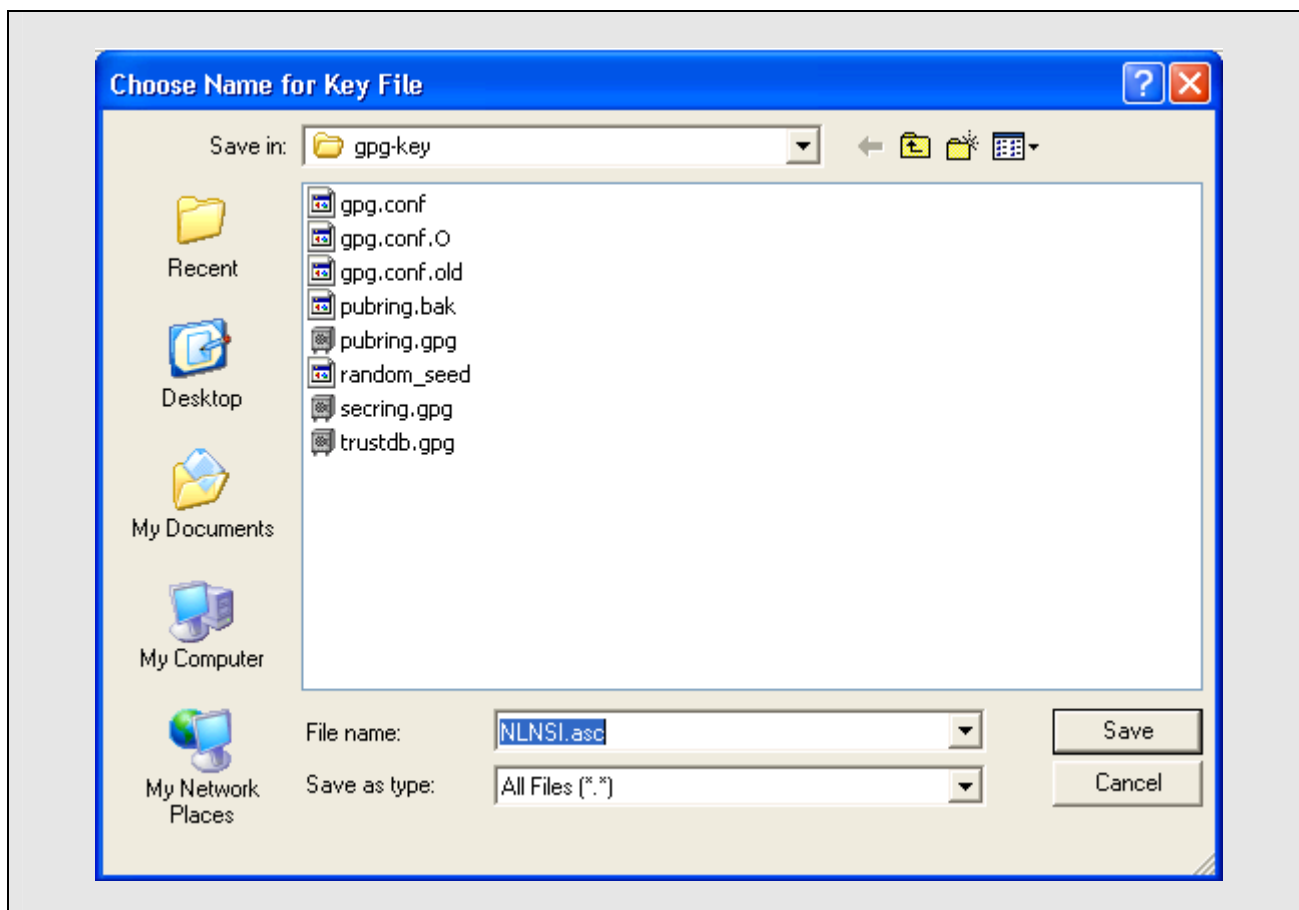 Choose Name for Key File
Save in:
gpg-key
Recent
Desktop
My Documents
My Computer
My Network
Places
gpg.conf
gpg.conf.O
gpg.conf.old
pubring.bak
pubring.gpg
random_seed
secring.gpg
trustdb.gpg
File name:
NLNSI.asc
Save
Save as type:
All Files (*.*)
Cancel